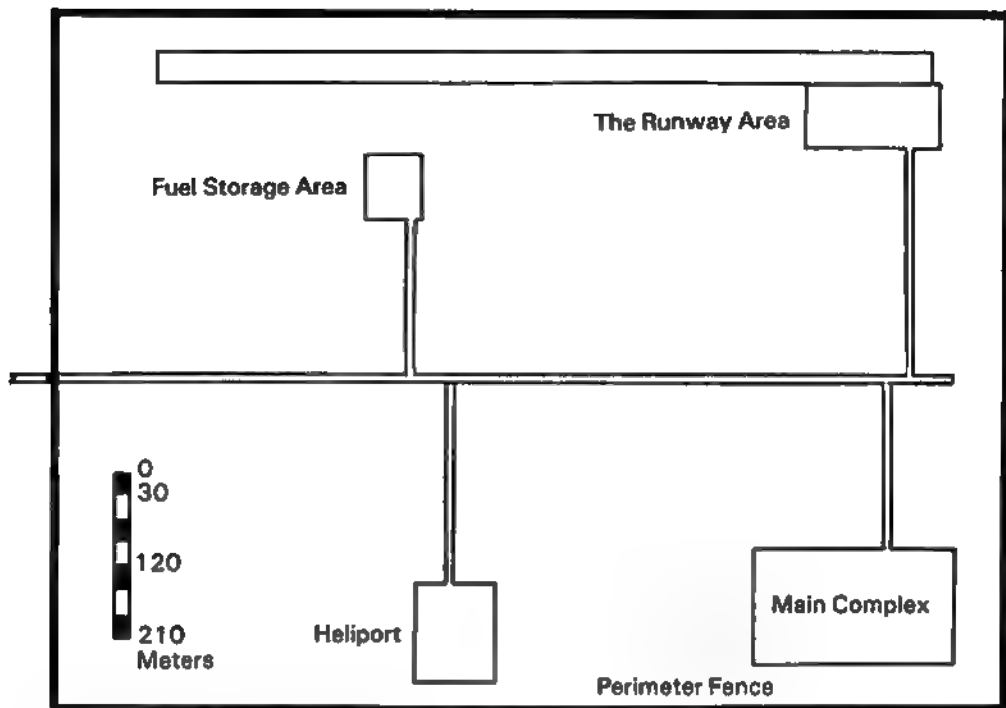 The Runway Area
Fuel Storage Area
0
30
120
210
Meters
Heliport
Main Complex
Perimeter Fence